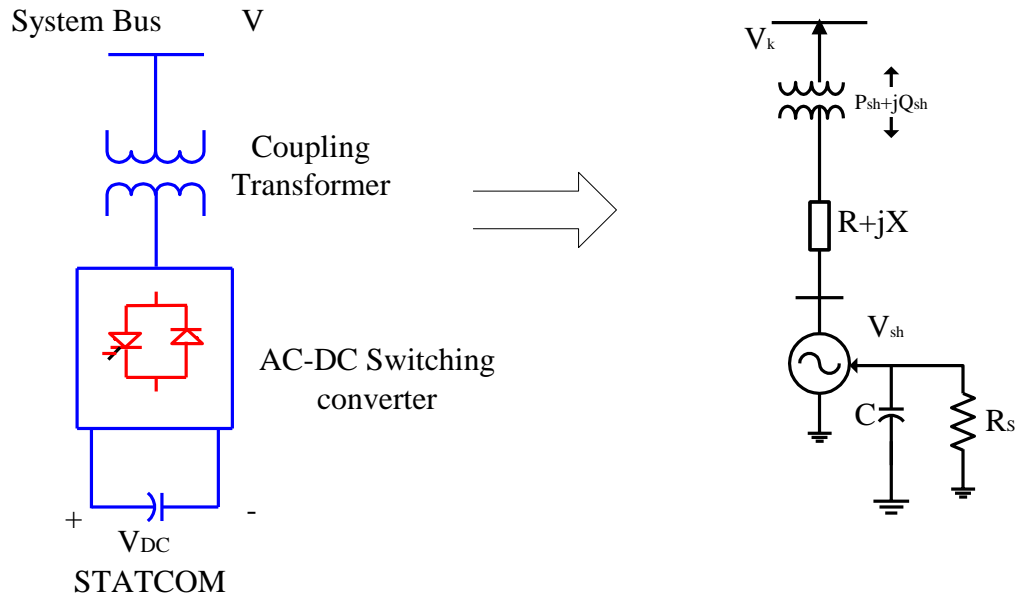 System Bus V
Coupling
Transformer
AC-DC Switching
converter
+ -
VDC
STATCOM
Vk
Psh+jQsh
R+jX
Vsh
C
RS